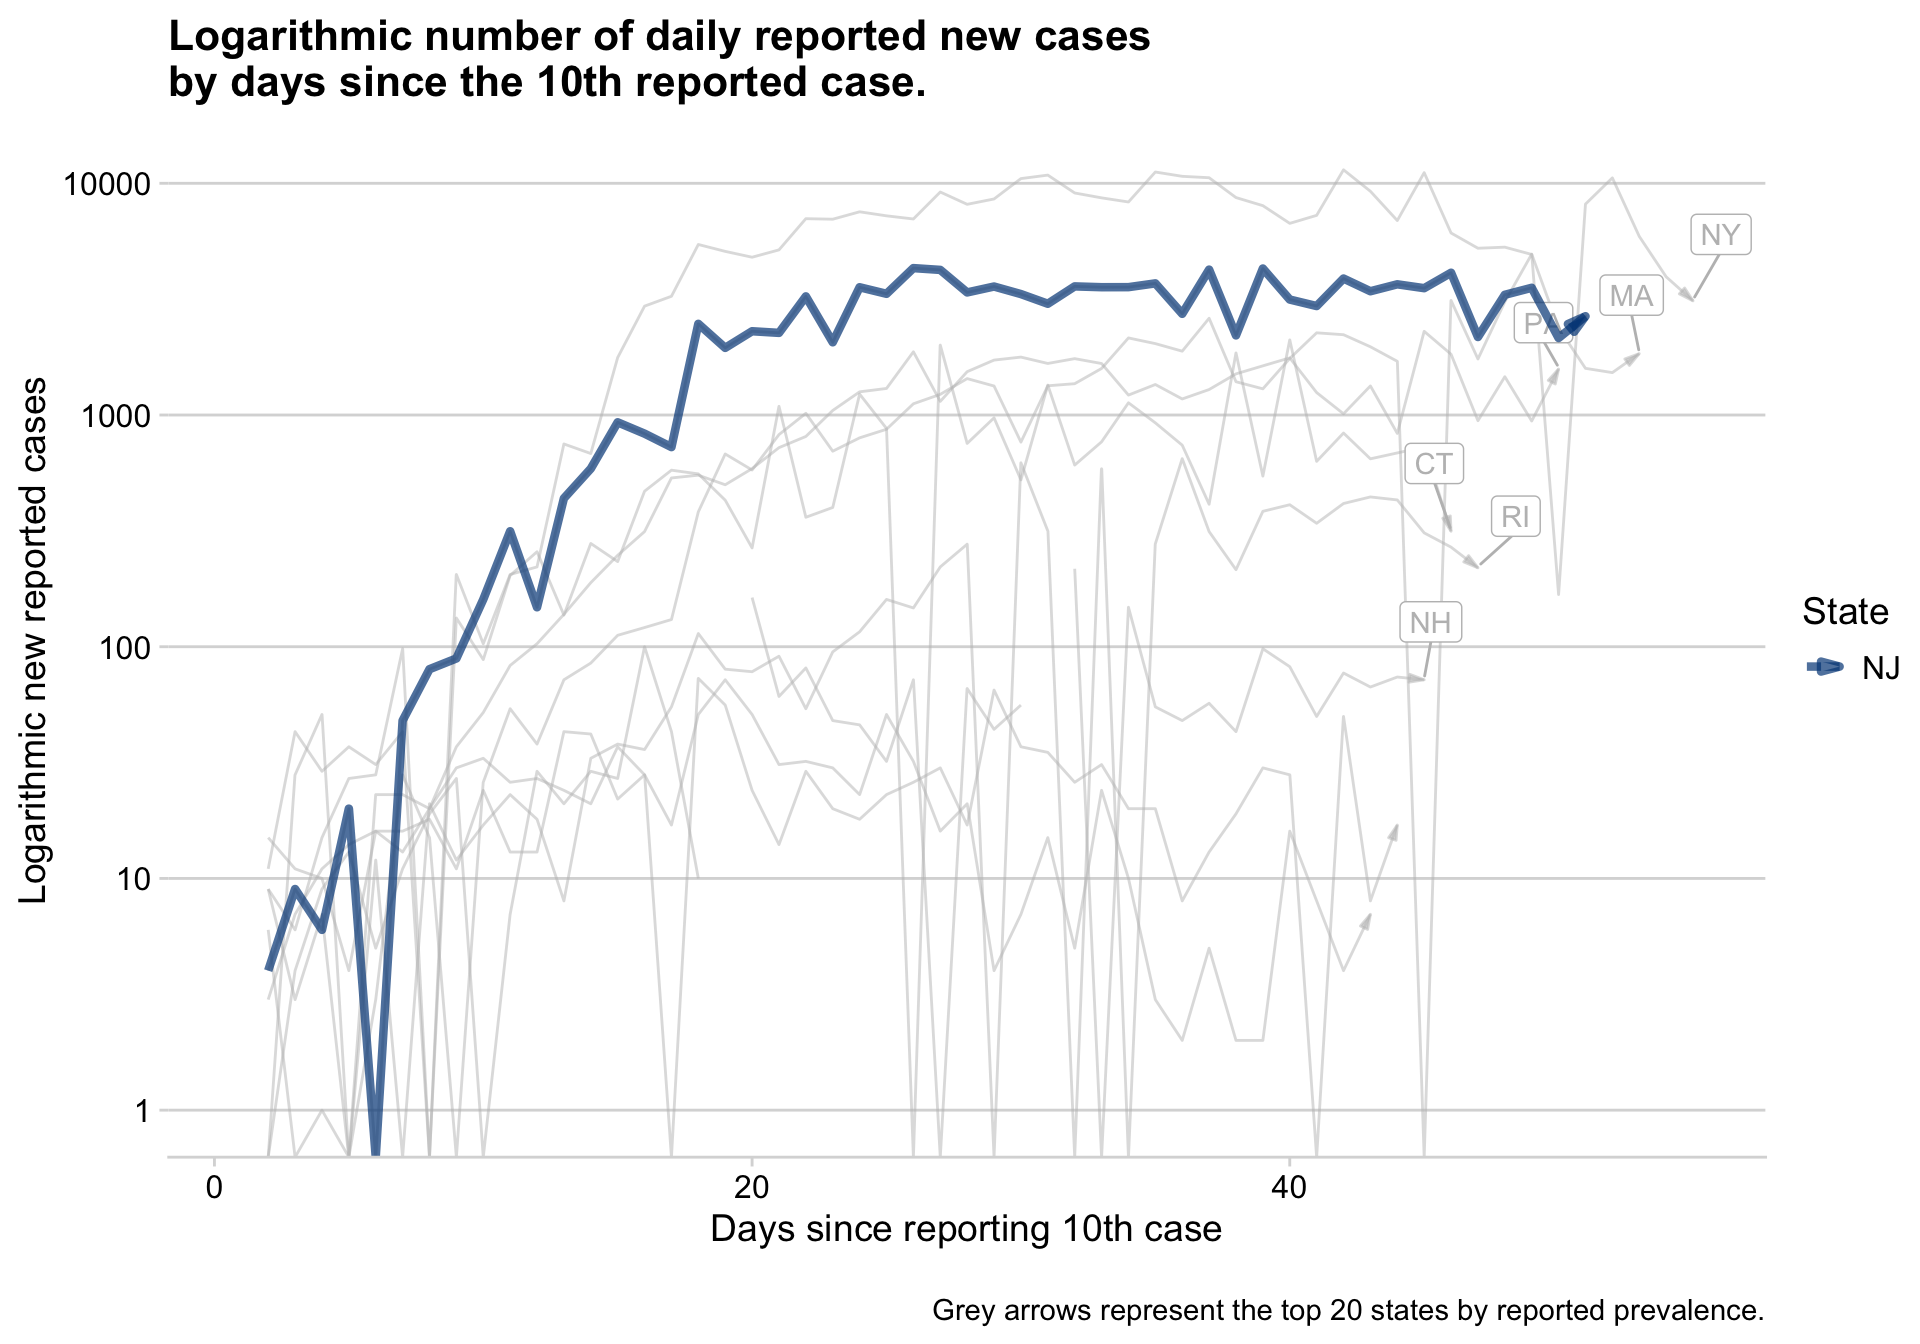 Logarithmic number of daily reported new cases
by days since the 10th reported case.
10000
1000
100
10
1
Logarithmic new reported cases
NY
MA
PA
CT
RI
NH
State
NJ
0
20
40
Days since reporting 10th case
Grey arrows represent the top 20 states by reported prevalence.